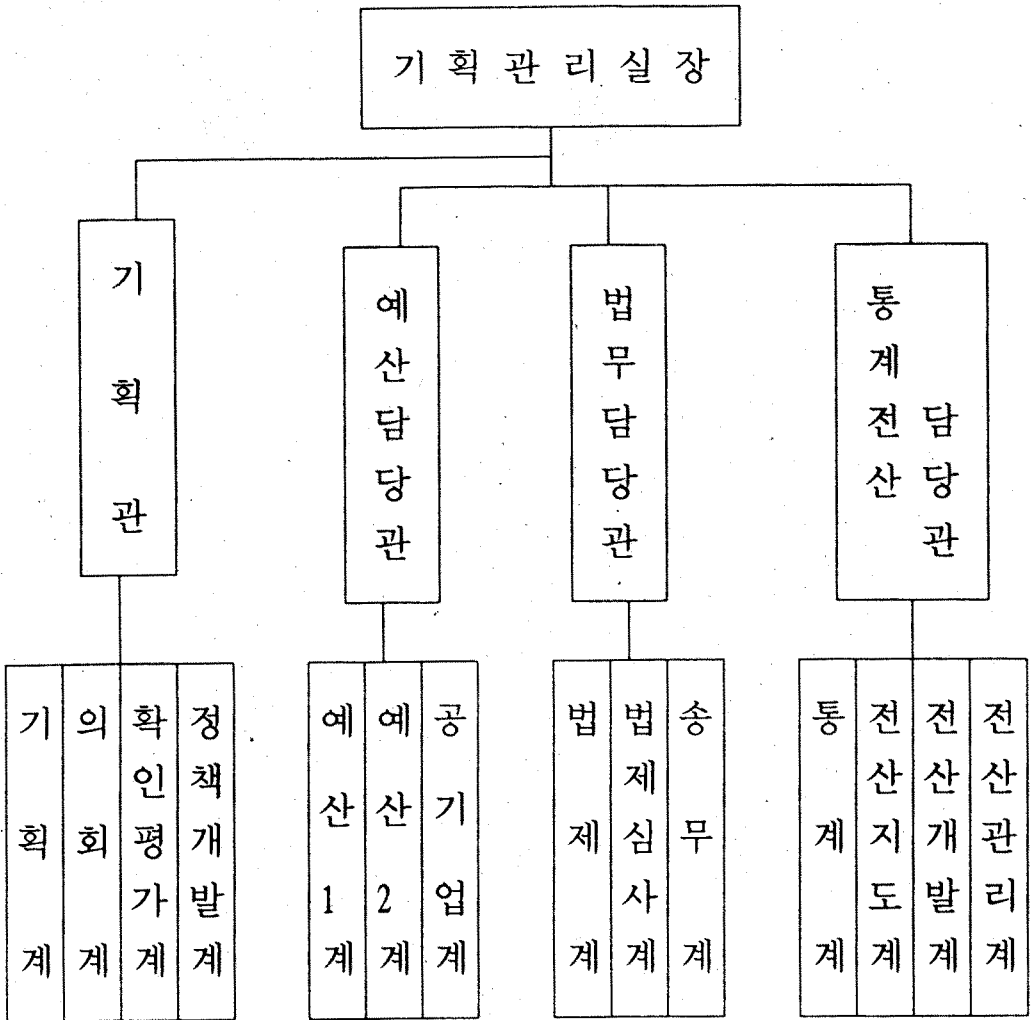 기획관리실장
기획관
예산담당관
법무담당관
통계전산담당관
기획계
의회계
확인평가계
정책개발계
예산1계
예산2계
공기업계
법제계
법제심사계
송무계
통계계
전산지도계
전산개발계
전산관리계